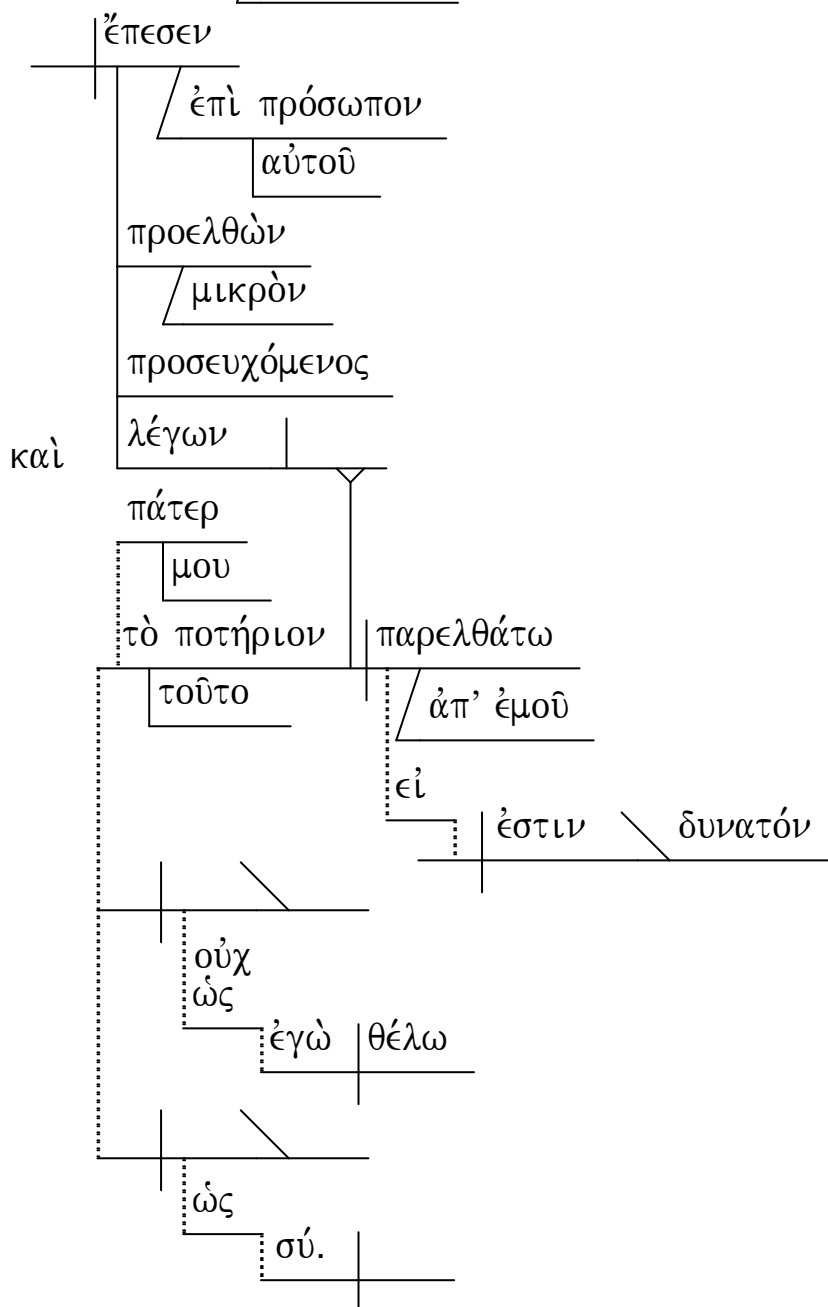 ἔπεσεν
ἐπὶ πρόσωπον
αὐτοῦ
προελθὼν
μικρὸν
προσευχόμενος
καὶ λέγων
πάτερ
μου
τὸ ποτήριον παρελθάτω
τοῦτο ἀπ’ ἐμοῦ
εἰ
ἐστιν δυνατόν
οὐχ
ὡς
ἐγὼ θέλω
ὡς
σύ.